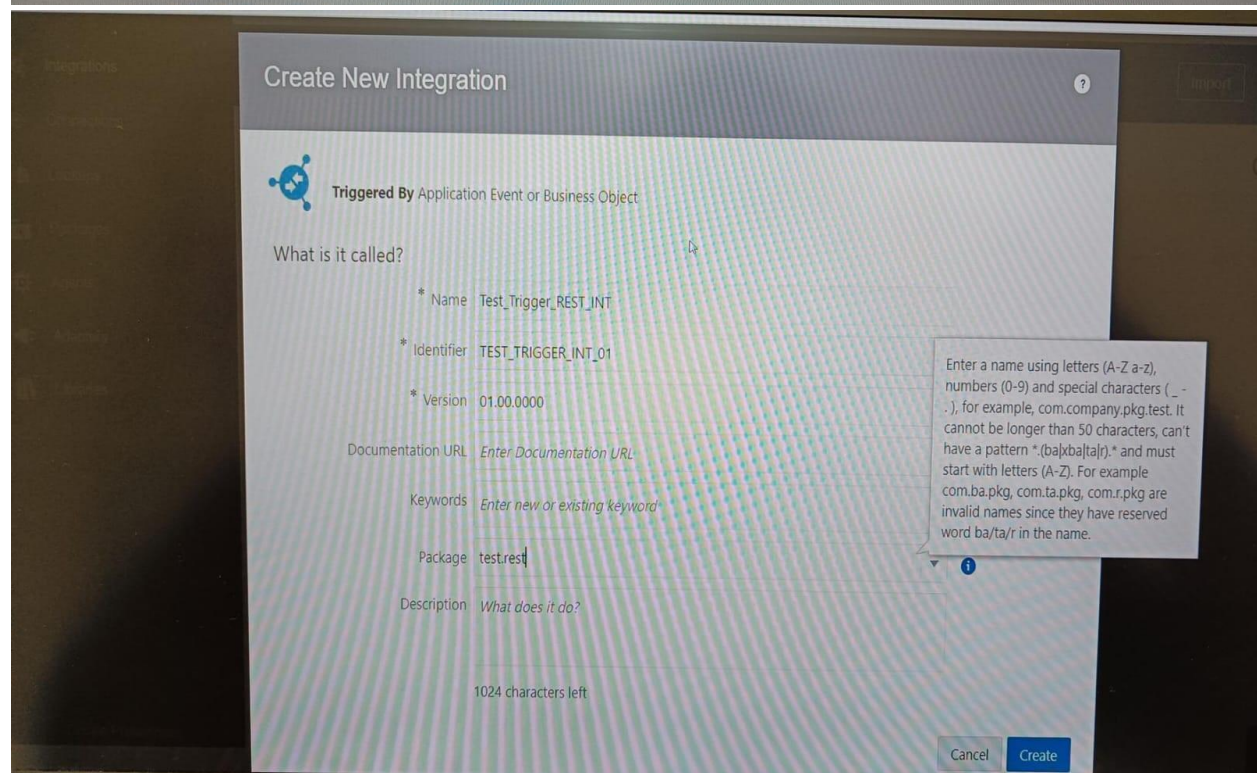 Integrations
Import
Create New Integration
?
Triggered By Application Event or Business Object
What is it called?
* Name Test_Trigger_REST_INT
* Identifier TEST_TRIGGER_INT_01
* Version 01.00.0000
Documentation URL Enter Documentation URL
Keywords Enter new or existing keyword
Package test.rest
Description What does it do?
1024 characters left
Enter a name using letters (A-Z a-z),
numbers (0-9) and special characters ( _ -
. ), for example, com.company.pkg.test. It
cannot be longer than 50 characters, can't
have a pattern *.(ba|xba|ta|r).* and must
start with letters (A-Z). For example
com.ba.pkg, com.ta.pkg, com.r.pkg are
invalid names since they have reserved
word ba/ta/r in the name.
i
Cancel Create